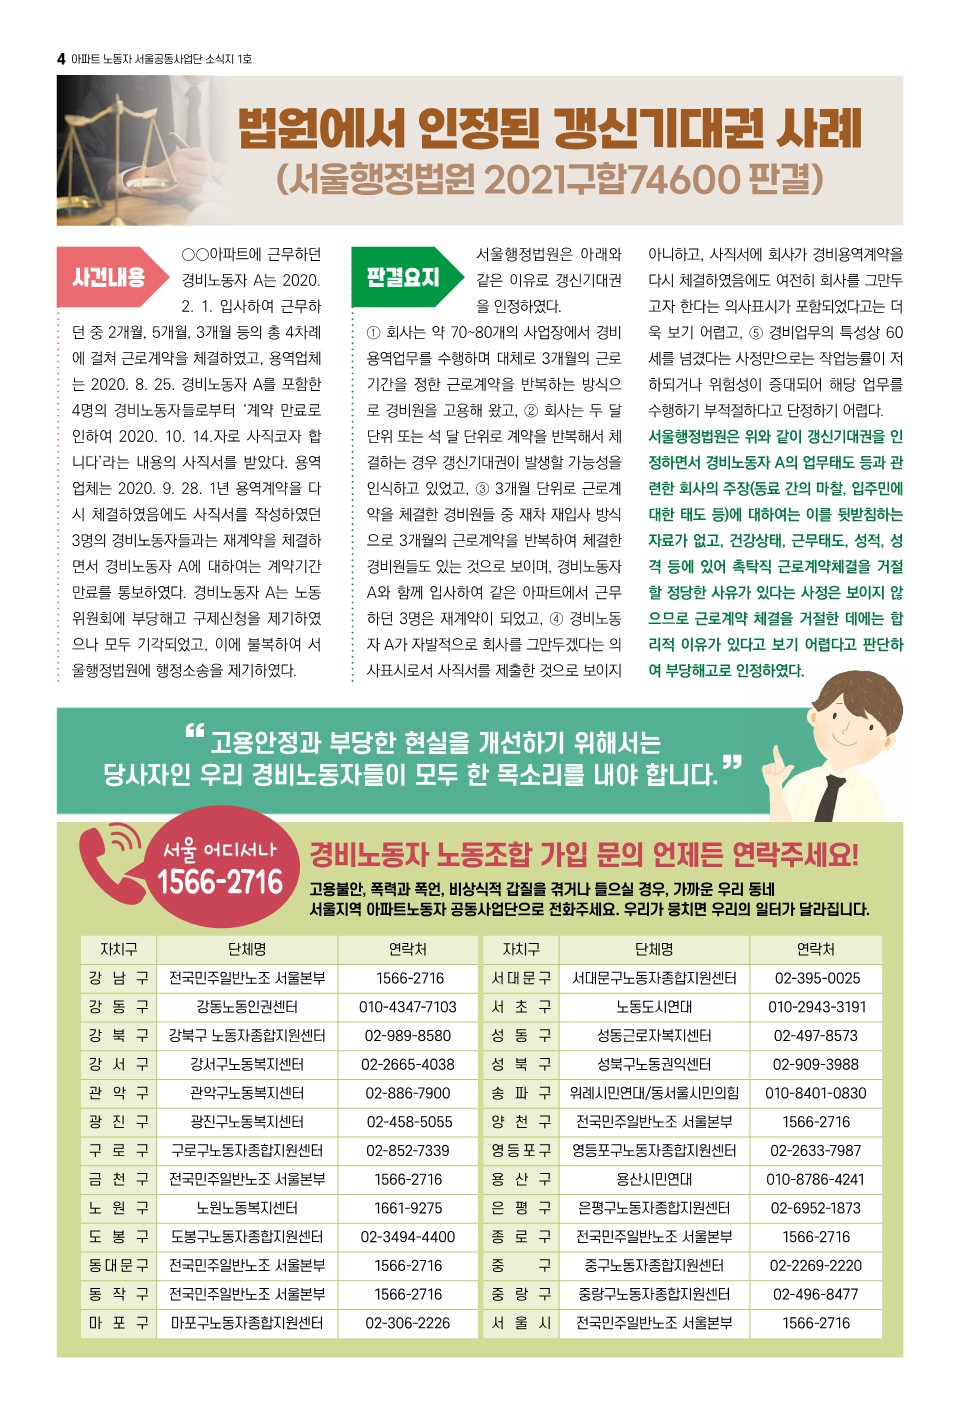 4 아파트 노동자 서울공동사업단 소식지 1호
법원에서 인정된 갱신기대권 사례
(서울행정법원 2021구합74600 판결)
사건내용
○○아파트에 근무하던
경비노동자 A는 2020.
2. 1. 입사하여 근무하
던 중 2개월, 5개월, 3개월 등의 총 4차례
에 걸쳐 근로계약을 체결하였고, 용역업체
는 2020. 8. 25. 경비노동자 A를 포함한
4명의 경비노동자들로부터 ‘계약 만료로
인하여 2020. 10. 14.자로 사직코자 합
니다’라는 내용의 사직서를 받았다. 용역
업체는 2020. 9. 28. 1년 용역계약을 다
시 체결하였음에도 사직서를 작성하였던
3명의 경비노동자들과는 재계약을 체결하
면서 경비노동자 A에 대하여는 계약기간
만료를 통보하였다. 경비노동자 A는 노동
위원회에 부당해고 구제신청을 제기하였
으나 모두 기각되었고, 이에 불복하여 서
울행정법원에 행정소송을 제기하였다.
판결요지
서울행정법원은 아래와
같은 이유로 갱신기대권
을 인정하였다.
① 회사는 약 70~80개의 사업장에서 경비
용역업무를 수행하며 대체로 3개월의 근로
기간을 정한 근로계약을 반복하는 방식으
로 경비원을 고용해 왔고, ② 회사는 두 달
단위 또는 석 달 단위로 계약을 반복해서 체
결하는 경우 갱신기대권이 발생할 가능성을
인식하고 있었고, ③ 3개월 단위로 근로계
약을 체결한 경비원들 중 재차 재입사 방식
으로 3개월의 근로계약을 반복하여 체결한
경비원들도 있는 것으로 보이며, 경비노동자
A와 함께 입사하여 같은 아파트에서 근무
하던 3명은 재계약이 되었고, ④ 경비노동
자 A가 자발적으로 회사를 그만두겠다는 의
사표시로서 사직서를 제출한 것으로 보이지
아니하고, 사직서에 회사가 경비용역계약을
다시 체결하였음에도 여전히 회사를 그만두
고자 한다는 의사표시가 포함되었다고는 더
욱 보기 어렵고, ⑤ 경비업무의 특성상 60
세를 넘겼다는 사정만으로는 작업능률이 저
하되거나 위험성이 증대되어 해당 업무를
수행하기 부적절하다고 단정하기 어렵다.
서울행정법원은 위와 같이 갱신기대권을 인
정하면서 경비노동자 A의 업무태도 등과 관
련한 회사의 주장(동료 간의 마찰, 입주민에
대한 태도 등)에 대하여는 이를 뒷받침하는
자료가 없고, 건강상태, 근무태도, 성적, 성
격 등에 있어 촉탁직 근로계약체결을 거절
할 정당한 사유가 있다는 사정은 보이지 않
으므로 근로계약 체결을 거절한 데에는 합
리적 이유가 있다고 보기 어렵다고 판단하
여 부당해고로 인정하였다.
“고용안정과 부당한 현실을 개선하기 위해서는
당사자인 우리 경비노동자들이 모두 한 목소리를 내야 합니다.”
서울 어디서나
1566-2716
경비노동자 노동조합 가입 문의 언제든 연락주세요!
고용불안, 폭력과 폭언, 비상식적 갑질을 겪거나 들으실 경우, 가까운 우리 동네
서울지역 아파트노동자 공동사업단으로 전화주세요. 우리가 뭉치면 우리의 일터가 달라집니다.
자치구 단체명 연락처 자치구 단체명 연락처
강남구 전국민주일반노조 서울본부 1566-2716 서대문구 서대문구노동자종합지원센터 02-395-0025
강동구 강동노동인권센터 010-4347-7103 서초구 노동도시연대 010-2943-3191
강북구 강북구 노동자종합지원센터 02-989-8580 성동구 성동근로자복지센터 02-497-8573
강서구 강서구노동복지센터 02-2665-4038 성북구 성북구노동권익센터 02-909-3988
관악구 관악구노동복지센터 02-886-7900 송파구 위례시민연대/동서울시민의힘 010-8401-0830
광진구 광진구노동복지센터 02-458-5055 양천구 전국민주일반노조 서울본부 1566-2716
구로구 구로구노동자종합지원센터 02-852-7339 영등포구 영등포구노동자종합지원센터 02-2633-7987
금천구 전국민주일반노조 서울본부 1566-2716 용산구 용산시민연대 010-8786-4241
노원구 노원노동복지센터 1661-9275 은평구 은평구노동자종합지원센터 02-6952-1873
도봉구 도봉구노동자종합지원센터 02-3494-4400 종로구 전국민주일반노조 서울본부 1566-2716
동대문구 전국민주일반노조 서울본부 1566-2716 중구 중구노동자종합지원센터 02-2269-2220
동작구 전국민주일반노조 서울본부 1566-2716 중랑구 중랑구노동자종합지원센터 02-496-8477
마포구 마포구노동자종합지원센터 02-306-2226 서울시 전국민주일반노조 서울본부 1566-2716